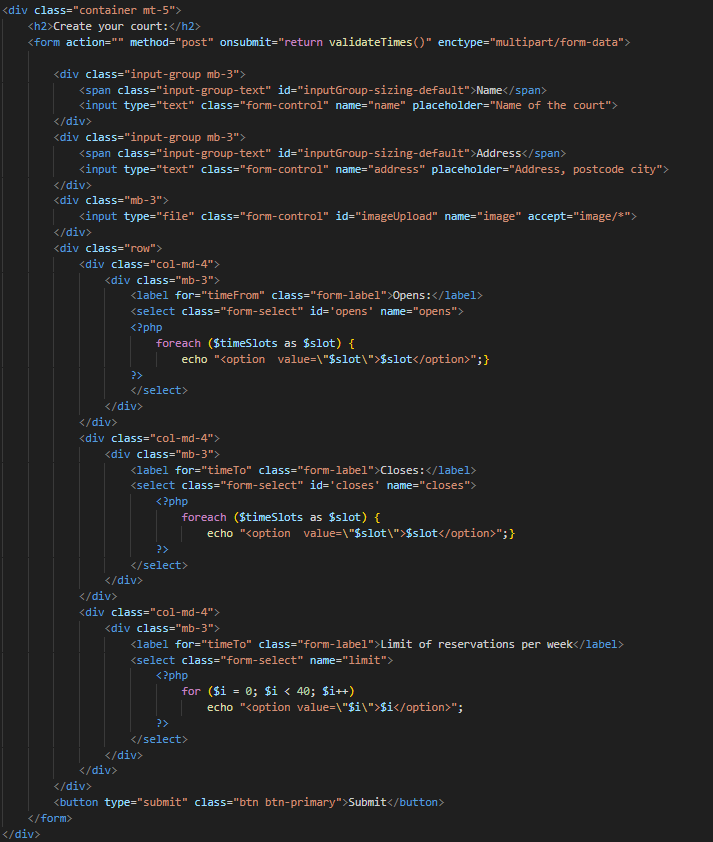 <div class="container mt-5">
<h2>Create your court:</h2>
<form action="" method="post" onsubmit="return validateTimes()" enctype="multipart/form-data">
<div class="input-group mb-3">
<span class="input-group-text" id="inputGroup-sizing-default">Name</span>
<input type="text" class="form-control" name="name" placeholder="Name of the court">
</div>
<div class="input-group mb-3">
<span class="input-group-text" id="inputGroup-sizing-default">Address</span>
<input type="text" class="form-control" name="address" placeholder="Address, postcode city">
</div>
<div class="mb-3">
<input type="file" class="form-control" id="imageUpload" name="image" accept="image/*">
</div>
<div class="row">
<div class="col-md-4">
<div class="mb-3">
<label for="timeFrom" class="form-label">Opens:</label>
<select class="form-select" id='opens' name="opens">
<?php
foreach ($timeSlots as $slot) {
echo "<option  value=\"$slot\">$slot</option>";}
?>
</select>
</div>
</div>
<div class="col-md-4">
<div class="mb-3">
<label for="timeTo" class="form-label">Closes:</label>
<select class="form-select" id='closes' name="closes">
<?php
foreach ($timeSlots as $slot) {
echo "<option  value=\"$slot\">$slot</option>";}
?>
</select>
</div>
</div>
<div class="col-md-4">
<div class="mb-3">
<label for="timeTo" class="form-label">Limit of reservations per week</label>
<select class="form-select" name="limit">
<?php
for ($i = 0; $i < 40; $i++)
echo "<option value=\"$i\">$i</option>";
?>
</select>
</div>
</div>
</div>
<button type="submit" class="btn btn-primary">Submit</button>
</form>
</div>